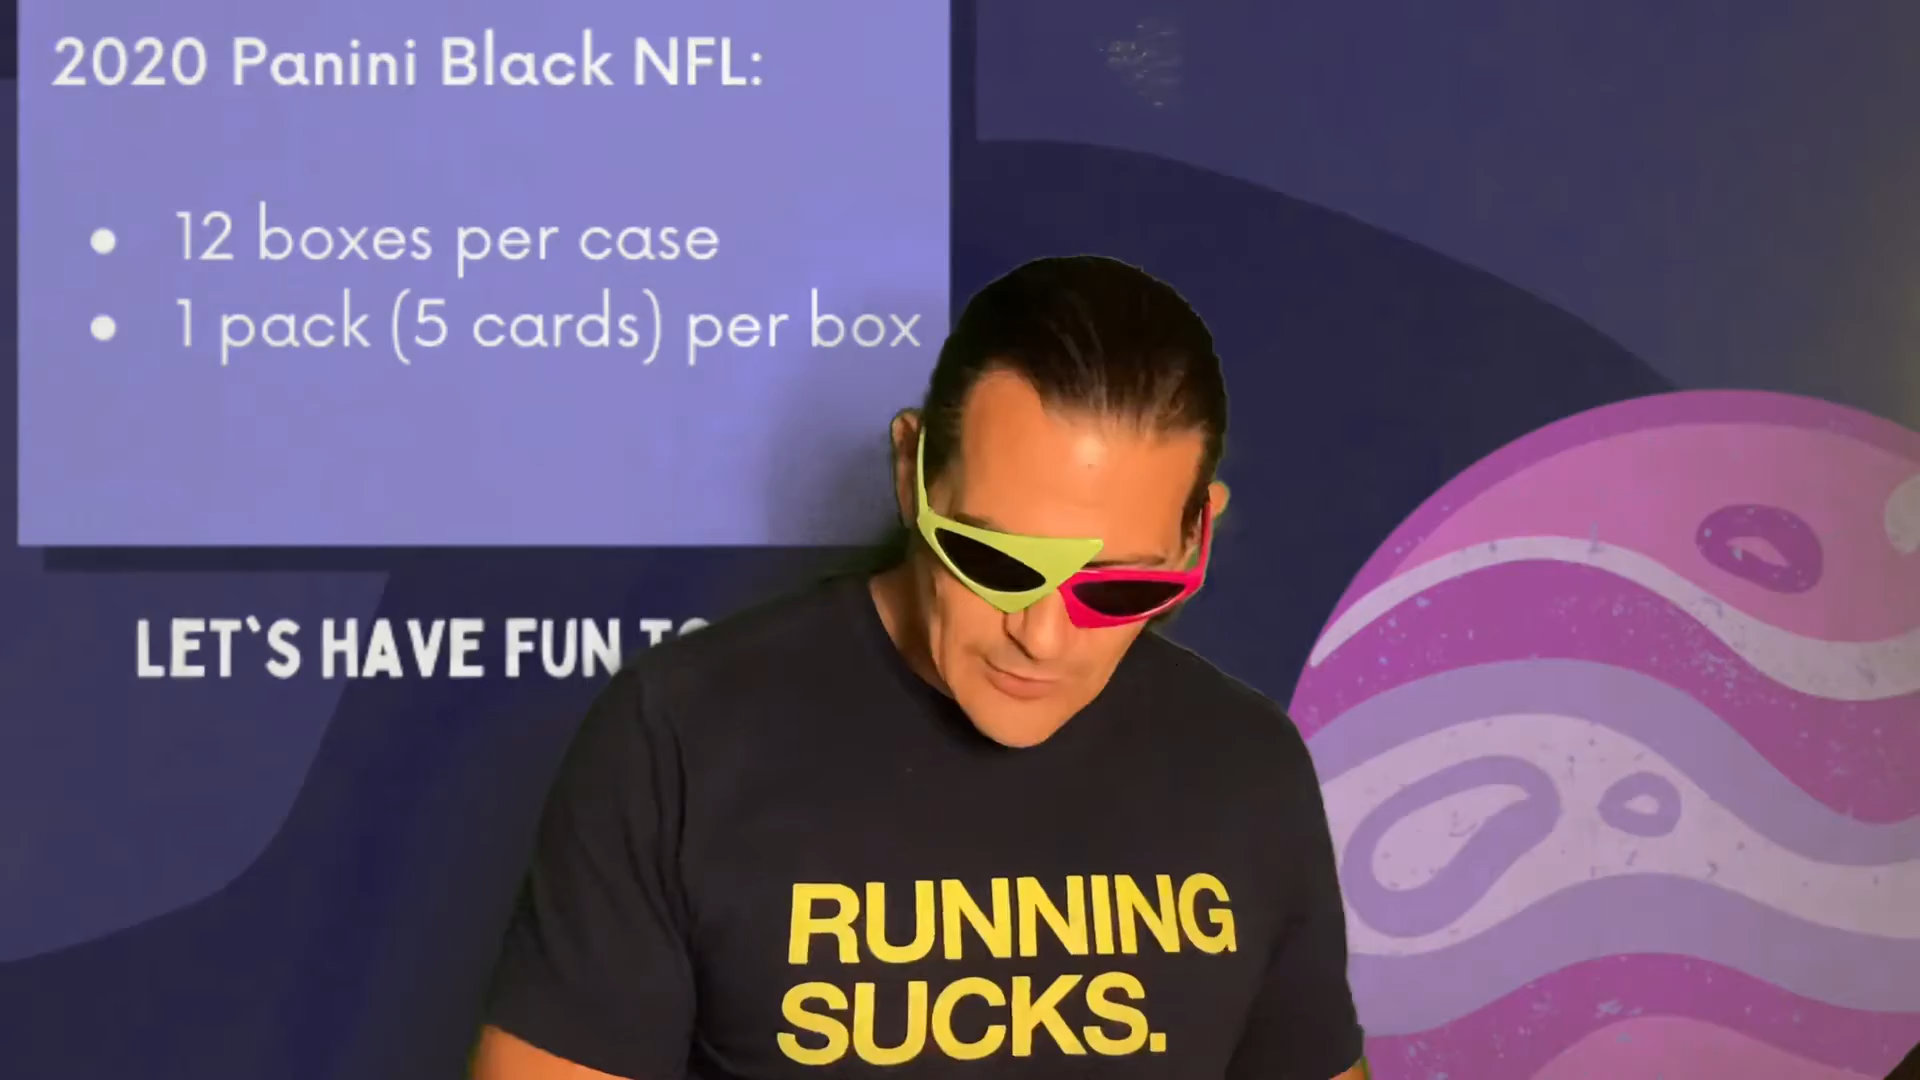 2020 Panini Black NFL:
• 12 boxes per case
• 1 pack (5 cards) per box
LET`S HAVE FUN
RUNNING
SUCKS.